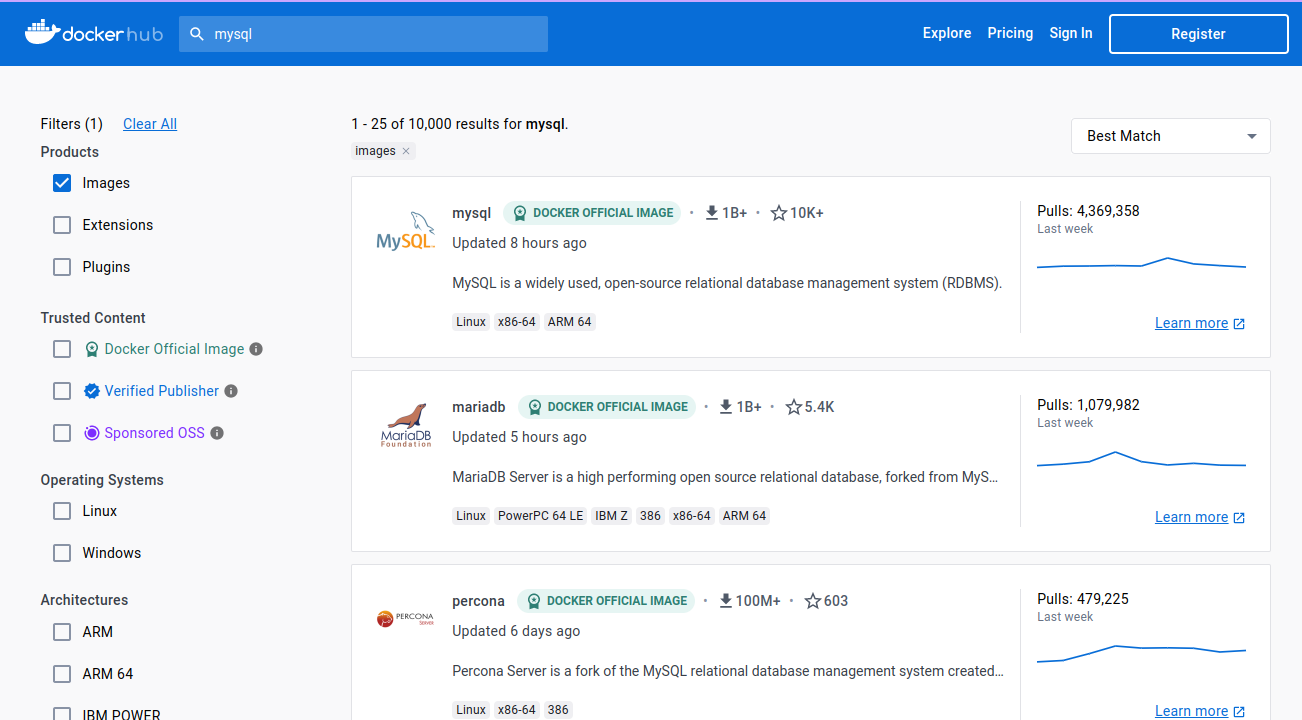 docker hub
mysql
Explore Pricing Sign In Register
Filters (1) Clear All
Products
Images
Extensions
Plugins
Trusted Content
Docker Official Image
Verified Publisher
Sponsored OSS
Operating Systems
Linux
Windows
Architectures
ARM
ARM 64
IBM POWER
1 - 25 of 10,000 results for mysql.
images
Best Match
MySQL
mysql DOCKER OFFICIAL IMAGE • 1B+ • 10K+
Updated 8 hours ago
MySQL is a widely used, open-source relational database management system (RDBMS).
Linux x86-64 ARM 64
Pulls: 4,369,358
Last week
Learn more
MariaDB
Foundation
mariadb DOCKER OFFICIAL IMAGE • 1B+ • 5.4K
Updated 5 hours ago
MariaDB Server is a high performing open source relational database, forked from MyS…
Linux PowerPC 64 LE IBM Z 386 x86-64 ARM 64
Pulls: 1,079,982
Last week
Learn more
PERCONA
SERVER
percona DOCKER OFFICIAL IMAGE • 100M+ • 603
Updated 6 days ago
Percona Server is a fork of the MySQL relational database management system created…
Linux x86-64 386
Pulls: 479,225
Last week
Learn more